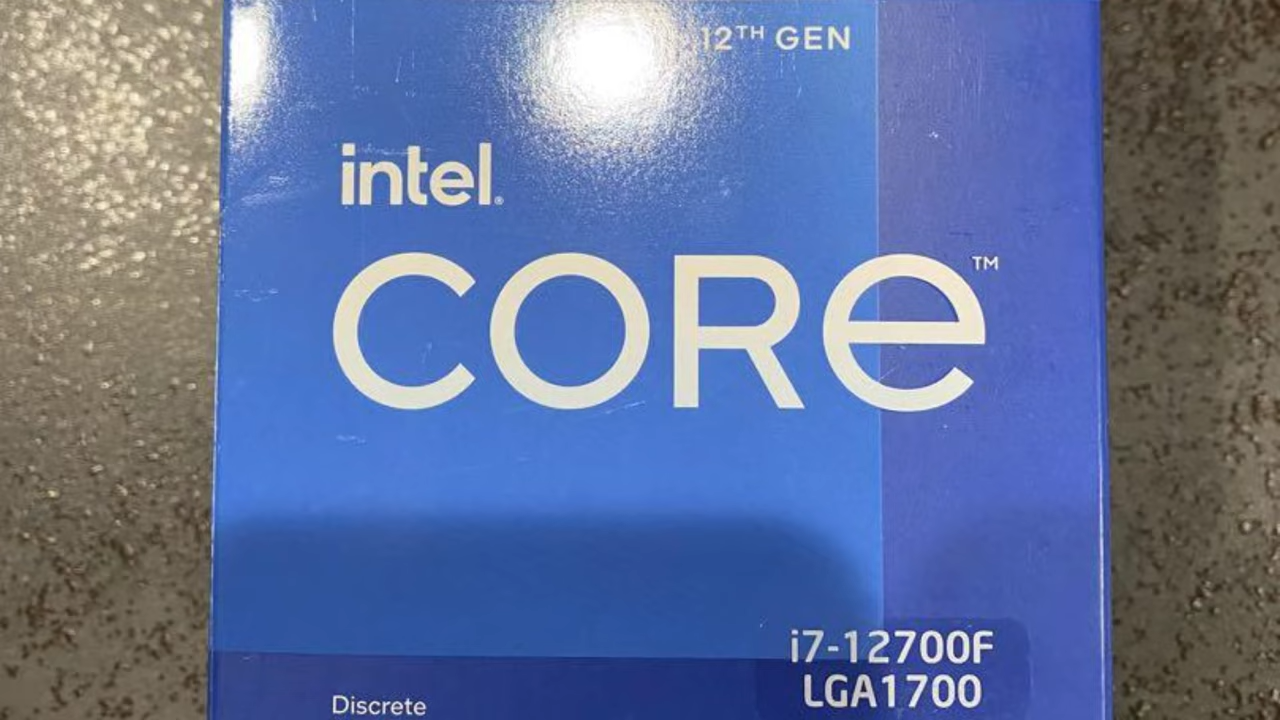 12TH GEN
intel.
CORe™
i7-12700F
LGA1700
Discrete